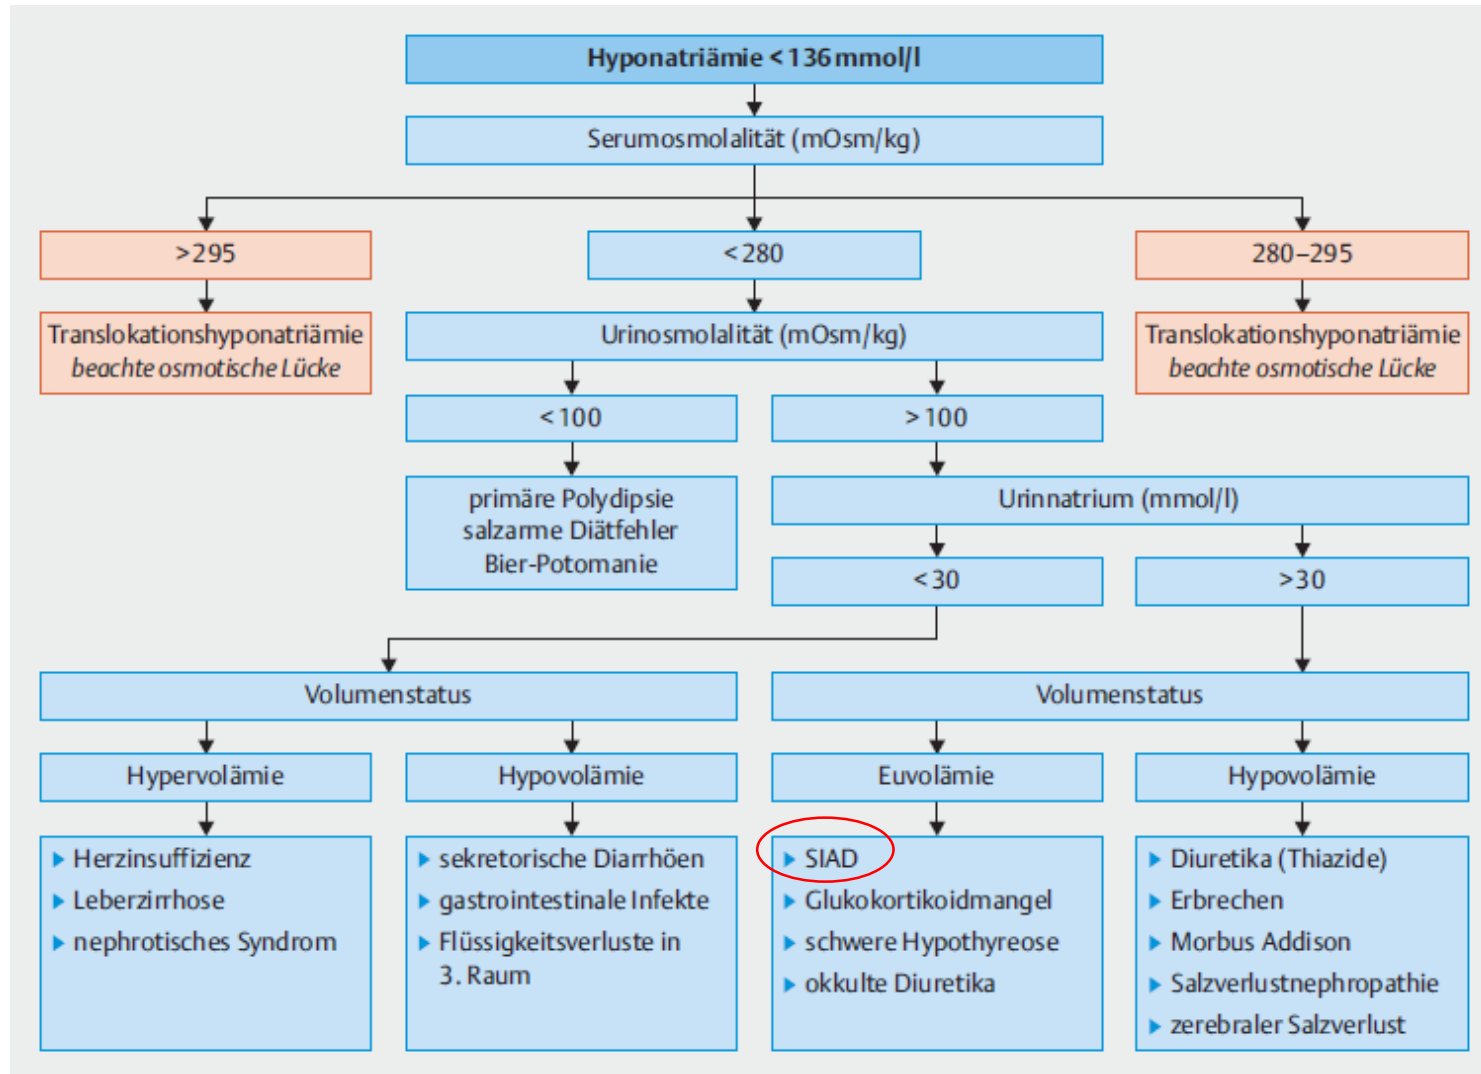 Hyponatriämie < 136 mmol/l
Serumosmolalität (mOsm/kg)
>295
<280
280–295
Translokationshyponatriämie
beachte osmotische Lücke
Urinosmolalität (mOsm/kg)
Translokationshyponatriämie
beachte osmotische Lücke
<100
>100
primäre Polydipsie
salzarme Diätfehler
Bier-Potomanie
Urinnatrium (mmol/l)
<30
>30
Volumenstatus
Volumenstatus
Hypervolämie
Hypovolämie
Euvolämie
Hypovolämie
Herzinsuffizienz
Leberzirrhose
nephrotisches Syndrom
sekretorische Diarrhöen
gastrointestinale Infekte
Flüssigkeitsverluste in
3. Raum
SIAD
Glukokortikoidmangel
schwere Hypothyreose
okkulte Diuretika
Diuretika (Thiazide)
Erbrechen
Morbus Addison
Salzverlustnephropathie
zerebraler Salzverlust